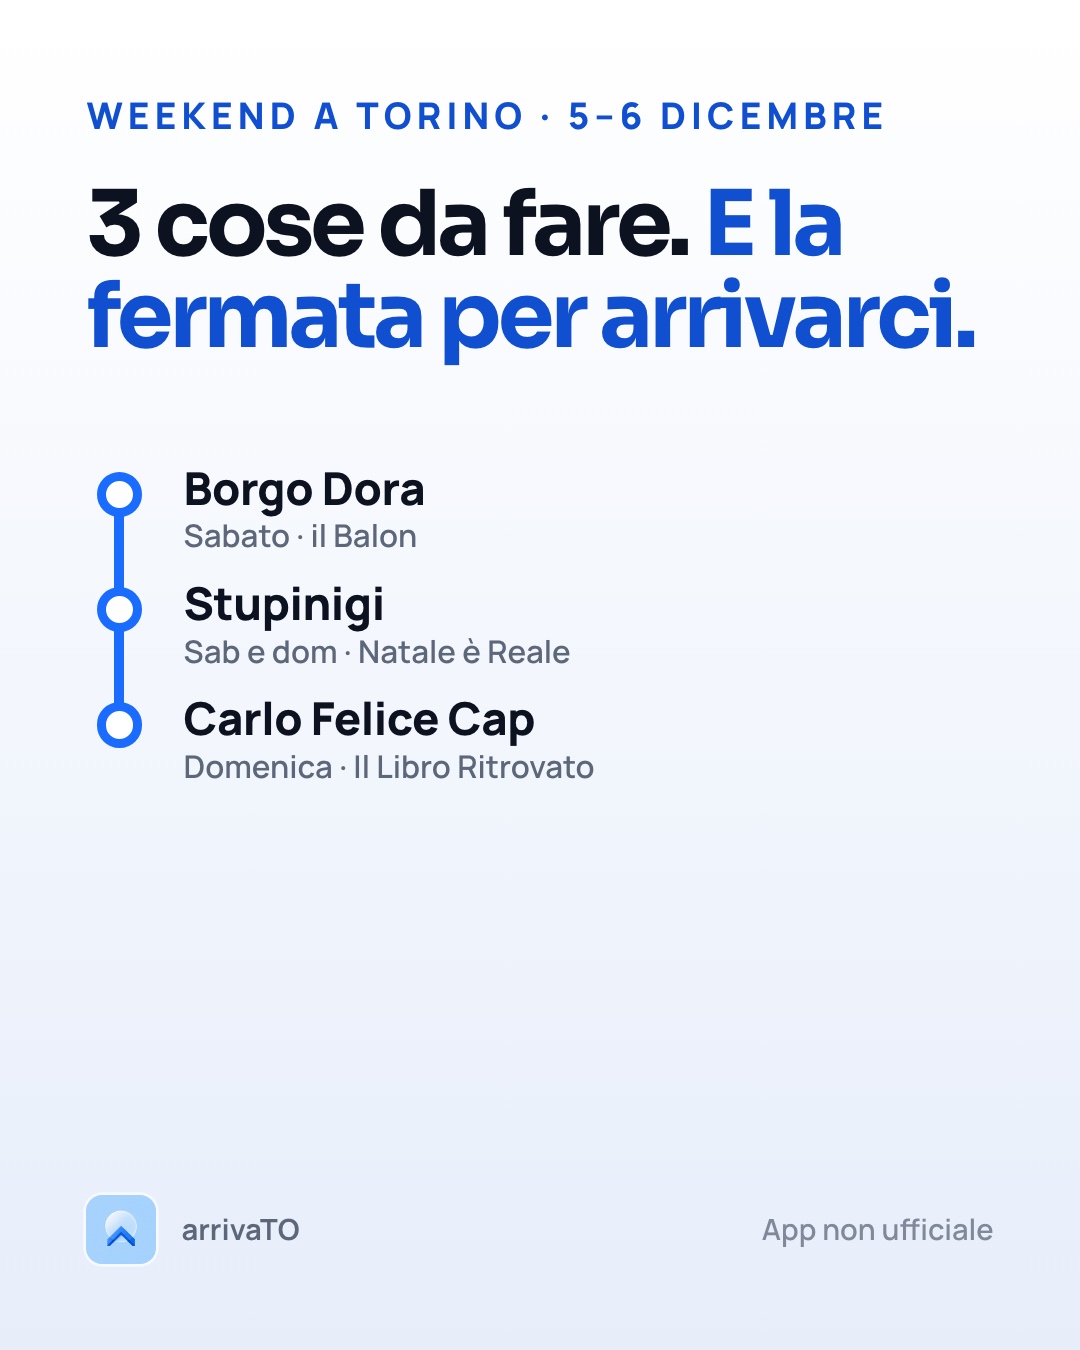 WEEKEND A TORINO · 5–6 DICEMBRE
3 cose da fare. E la
fermata per arrivarci.
Borgo Dora
Sabato · il Balon
Stupinigi
Sab e dom · Natale è Reale
Carlo Felice Cap
Domenica · Il Libro Ritrovato
arrivaTO
App non ufficiale